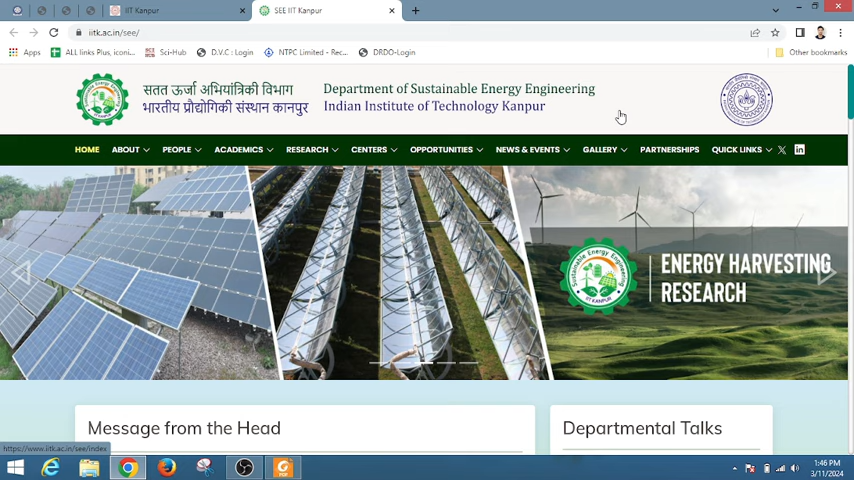 IIT Kanpur
SEE IIT Kanpur
iitk.ac.in/see/
Apps
ALL links Plus, iconi...
Sci-Hub
D.V.C : Login
NTPC Limited - Rec...
DRDO-Login
Other bookmarks
सतत ऊर्जा अभियांत्रिकी विभाग
भारतीय प्रौद्योगिकी संस्थान कानपुर
Department of Sustainable Energy Engineering
Indian Institute of Technology Kanpur
HOME ABOUT PEOPLE ACADEMICS RESEARCH CENTERS OPPORTUNITIES NEWS & EVENTS GALLERY PARTNERSHIPS QUICK LINKS
Sustainable Energy Engineering
IIT KANPUR
ENERGY HARVESTING
RESEARCH
Message from the Head
Departmental Talks
https://www.iitk.ac.in/see/index
1:46 PM
3/11/2024